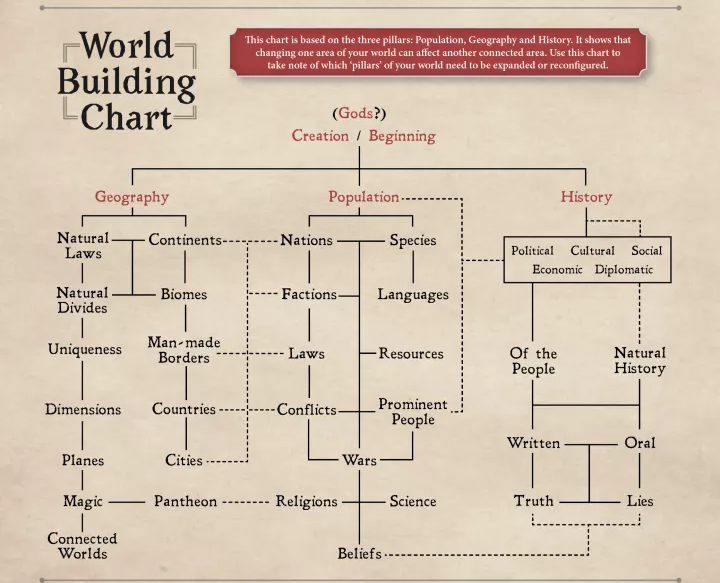 World
Building
Chart
This chart is based on the three pillars: Population, Geography and History. It shows that
changing one area of your world can affect another connected area. Use this chart to
take note of which 'pillars' of your world need to be expanded or reconfigured.
(Gods?)
Creation / Beginning
Geography
Population
History
Natural
Laws
Continents
Nations
Species
Political Cultural Social
Economic Diplomatic
Natural
Divides
Biomes
Factions
Languages
Uniqueness
Man-made
Borders
Laws
Resources
Of the
People
Natural
History
Dimensions
Countries
Conflicts
Prominent
People
Written
Oral
Planes
Cities
Wars
Magic
Pantheon
Religions
Science
Truth
Lies
Connected
Worlds
Beliefs